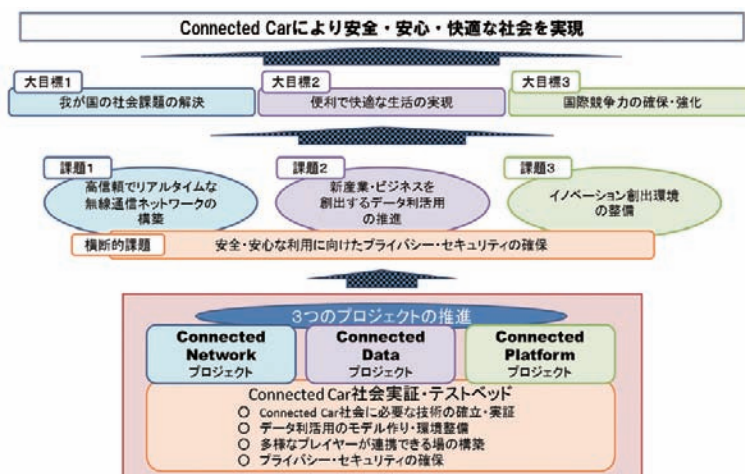 Connected Carにより安全・安心・快適な社会を実現
大目標1
我が国の社会課題の解決
大目標2
便利で快適な生活の実現
大目標3
国際競争力の確保・強化
課題1
高信頼でリアルタイムな
無線通信ネットワークの
構築
課題2
新産業・ビジネスを
創出するデータ利活用
の推進
課題3
イノベーション創出環境
の整備
横断的課題
安全・安心な利用に向けたプライバシー・セキュリティの確保
3つのプロジェクトの推進
Connected
Network
プロジェクト
Connected
Data
プロジェクト
Connected
Platform
プロジェクト
Connected Car社会実証・テストベッド
○ Connected Car社会に必要な技術の確立・実証
○ データ利活用のモデル作り・環境整備
○ 多様なプレイヤーが連携できる場の構築
○ プライバシー・セキュリティの確保